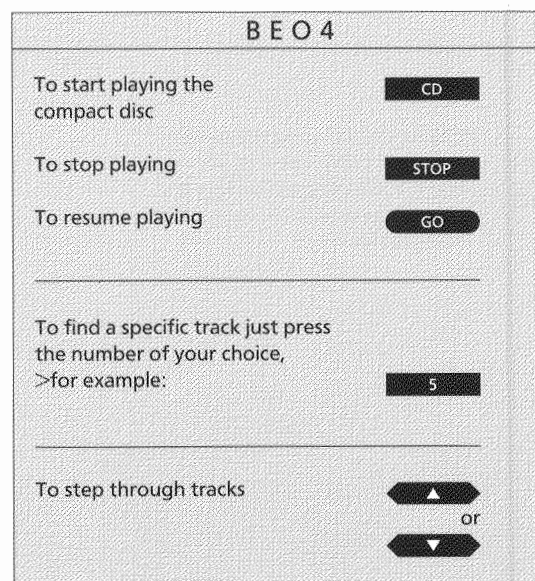 BEO4
To start playing the
compact disc
CD
To stop playing
STOP
To resume playing
GO
To find a specific track just press
the number of your choice,
>for example:
5
To step through tracks
▲
or
▼